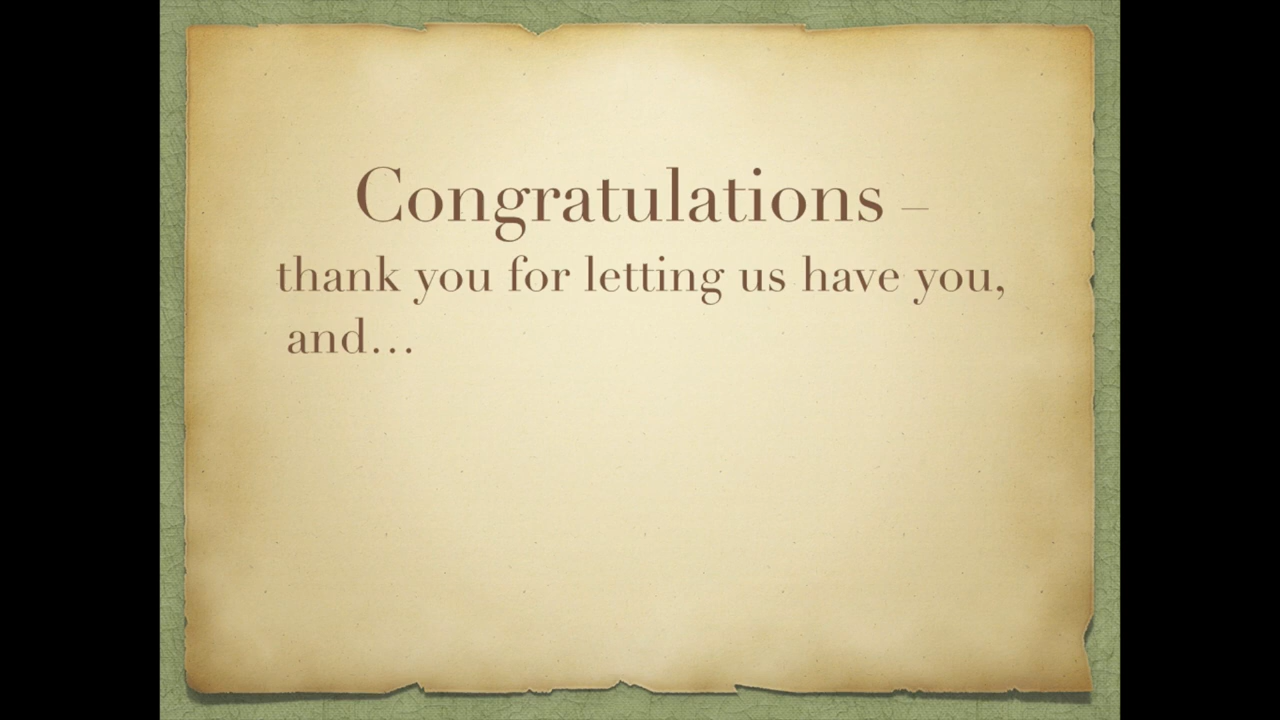 Congratulations –
thank you for letting us have you,
and…